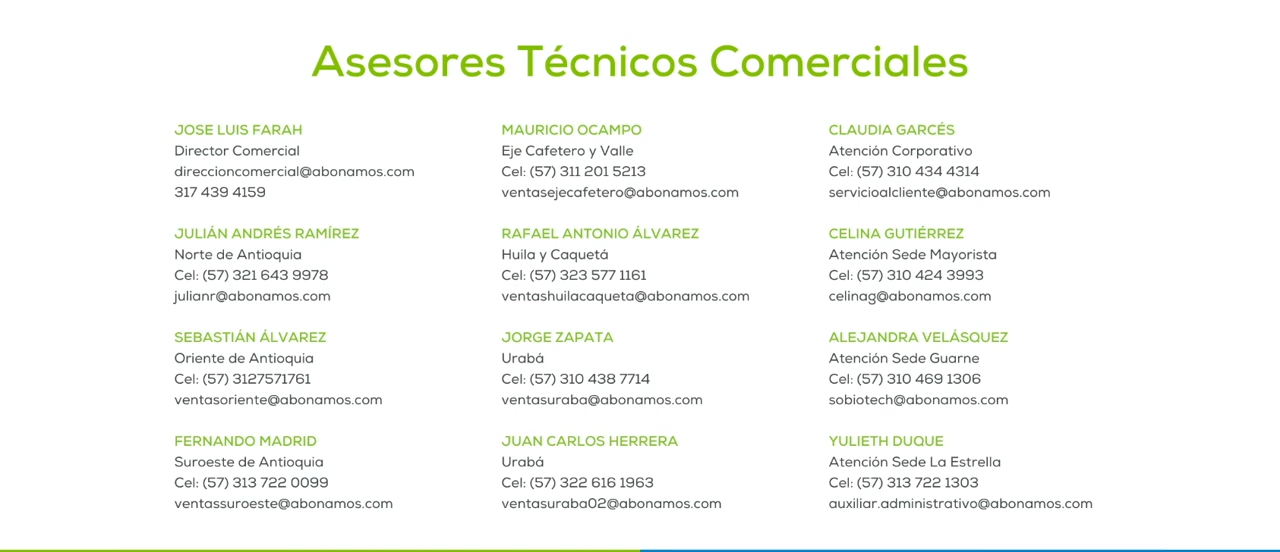 Asesores Técnicos Comerciales
JOSE LUIS FARAH
Director Comercial
direccioncomercial@abonamos.com
317 439 4159
JULIÁN ANDRÉS RAMÍREZ
Norte de Antioquia
Cel: (57) 321 643 9978
julianr@abonamos.com
SEBASTIÁN ÁLVAREZ
Oriente de Antioquia
Cel: (57) 3127571761
ventasoriente@abonamos.com
FERNANDO MADRID
Suroeste de Antioquia
Cel: (57) 313 722 0099
ventassuroeste@abonamos.com
MAURICIO OCAMPO
Eje Cafetero y Valle
Cel: (57) 311 201 5213
ventasejecafetero@abonamos.com
RAFAEL ANTONIO ÁLVAREZ
Huila y Caquetá
Cel: (57) 323 577 1161
ventashuilacaqueta@abonamos.com
JORGE ZAPATA
Urabá
Cel: (57) 310 438 7714
ventasuraba@abonamos.com
JUAN CARLOS HERRERA
Urabá
Cel: (57) 322 616 1963
ventasuraba02@abonamos.com
CLAUDIA GARCÉS
Atención Corporativo
Cel: (57) 310 434 4314
servicioalcliente@abonamos.com
CELINA GUTIÉRREZ
Atención Sede Mayorista
Cel: (57) 310 424 3993
celinag@abonamos.com
ALEJANDRA VELÁSQUEZ
Atención Sede Guarne
Cel: (57) 310 469 1306
sobiotech@abonamos.com
YULIETH DUQUE
Atención Sede La Estrella
Cel: (57) 313 722 1303
auxiliar.administrativo@abonamos.com